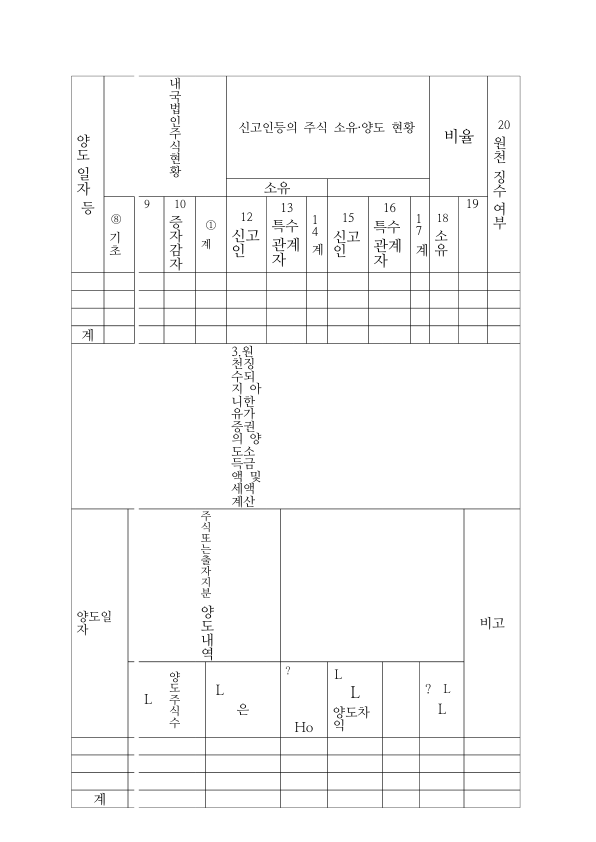 양도 일자 등
내국법인주식현황
신고인등의 주식 소유·양도 현황
비율
20 원천 징수 여부
소유
⑧ 기초
9
10 증자감자
① 계
12 신고인
13 특수관계자
14 계
15 신고인
16 특수관계자
17 계
18 소유
19
계
3.원
천징
수되
지 아
니한
유가
증권
의 양
도소
득금
액 및
세액
계산
양도일
자
주식또는출자지분 양도내역
비고
L 양도주식수
L
은
?
Ho
L
L
양도차
익
? L
L
계